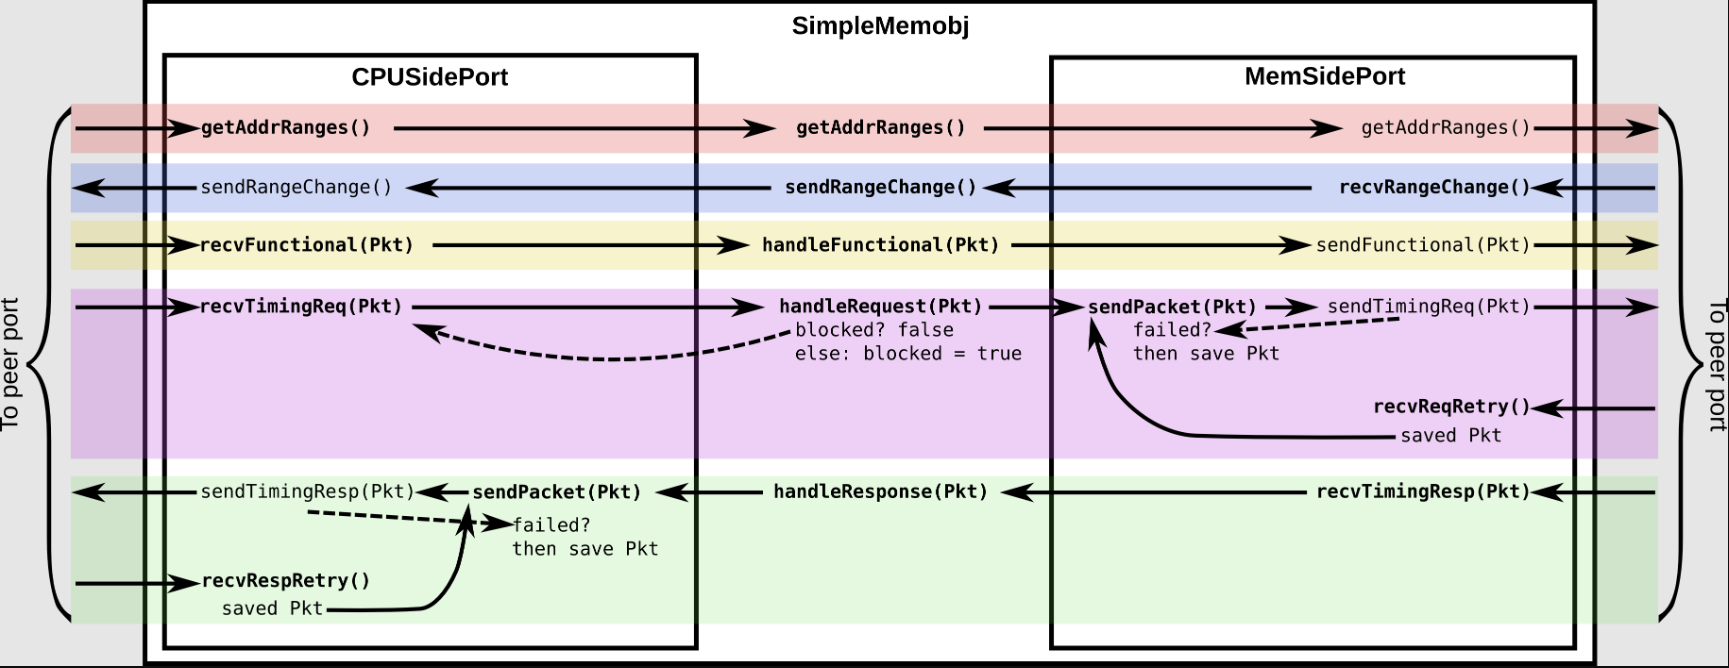 SimpleMemobj
CPUSidePort
MemSidePort
getAddrRanges() getAddrRanges() getAddrRanges()
sendRangeChange() sendRangeChange() recvRangeChange()
recvFunctional(Pkt) handleFunctional(Pkt) sendFunctional(Pkt)
recvTimingReq(Pkt) handleRequest(Pkt) sendPacket(Pkt) sendTimingReq(Pkt)
blocked? false failed?
else: blocked = true then save Pkt
recvReqRetry()
saved Pkt
sendTimingResp(Pkt) sendPacket(Pkt) handleResponse(Pkt) recvTimingResp(Pkt)
failed?
then save Pkt
recvRespRetry()
saved Pkt
To peer port
To peer port